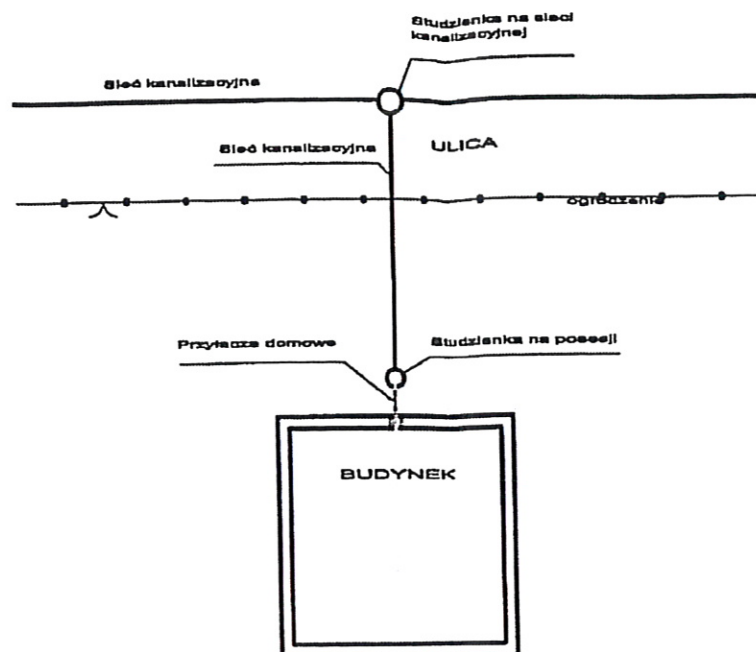 Studzienka na sieci
kanalizacyjnej
Sieć kanalizacyjna
Sieć kanalizacyjna
ULICA
ogrodzenie
Przyłącze domowe
Studzienka na posesji
BUDYNEK